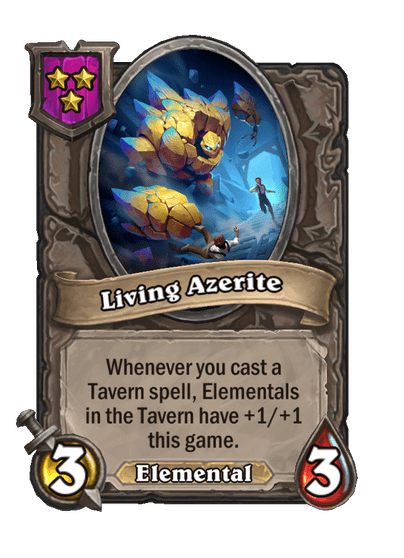 Living Azerite
Whenever you cast a
Tavern spell, Elementals
in the Tavern have +1/+1
this game.
3
Elemental
3